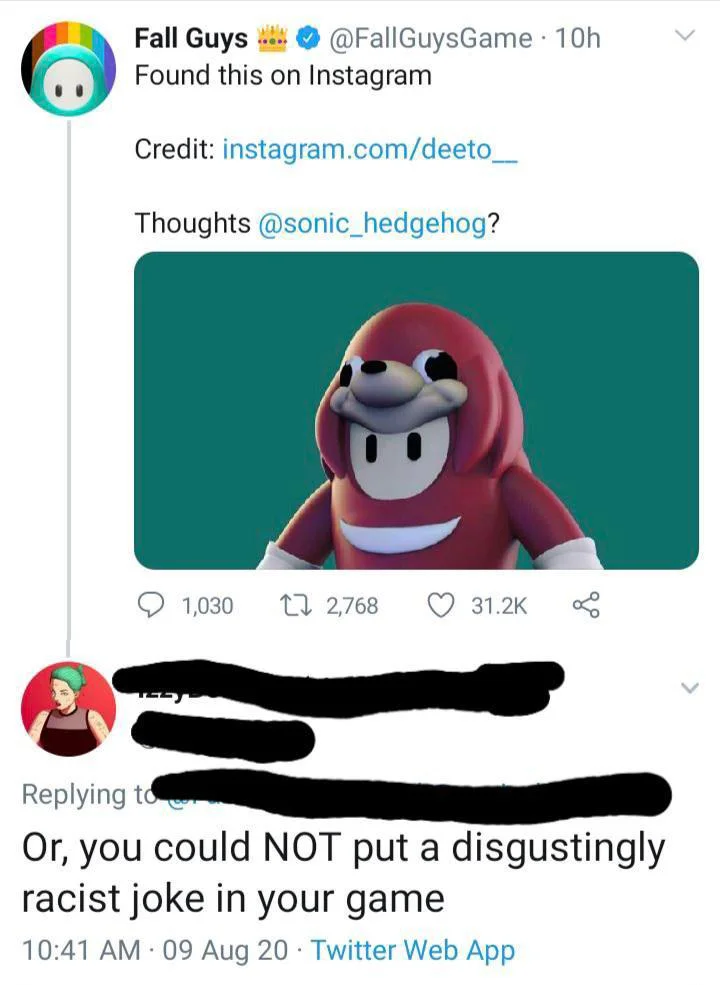 Fall Guys 👑 @FallGuysGame · 10h
Found this on Instagram
Credit: instagram.com/deeto__
Thoughts @sonic_hedgehog?
1,030 2,768 31.2K
Replying to
Or, you could NOT put a disgustingly
racist joke in your game
10:41 AM · 09 Aug 20 · Twitter Web App